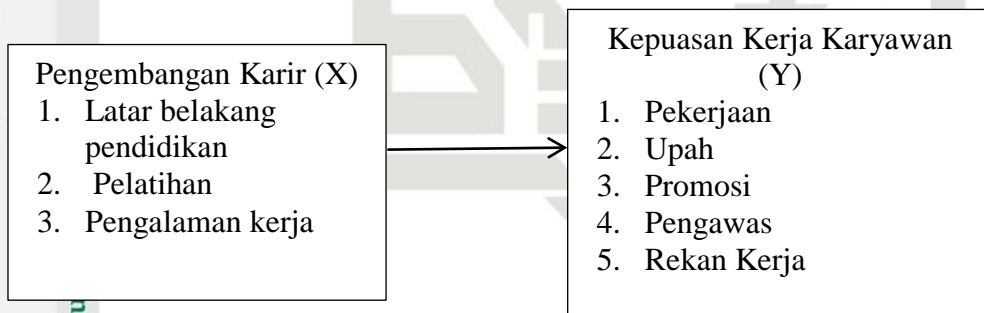 Pengembangan Karir (X)
1. Latar belakang
pendidikan
2. Pelatihan
3. Pengalaman kerja
Kepuasan Kerja Karyawan
(Y)
1. Pekerjaan
2. Upah
3. Promosi
4. Pengawas
5. Rekan Kerja